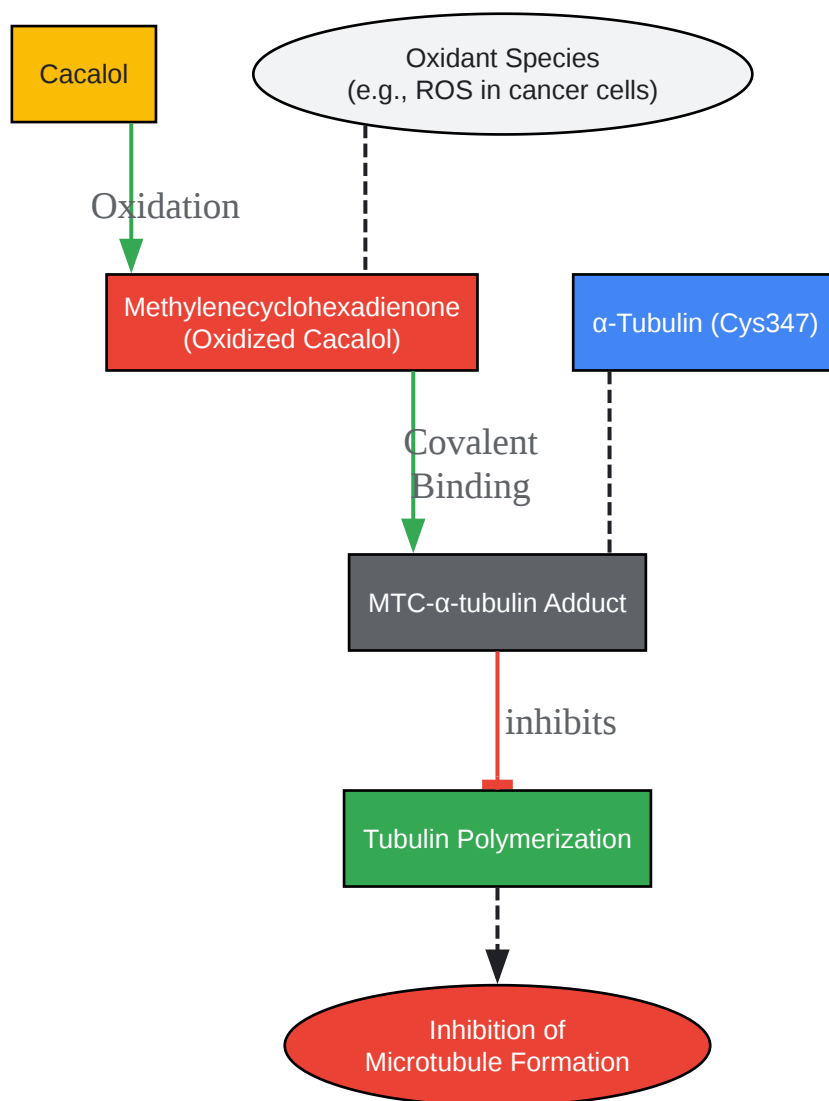 Cacalol
Oxidant Species
(e.g., ROS in cancer cells)
Oxidation
Methylenecyclohexadienone
(Oxidized Cacalol)
α-Tubulin (Cys347)
Covalent
Binding
MTC-α-tubulin Adduct
inhibits
Tubulin Polymerization
Inhibition of
Microtubule Formation